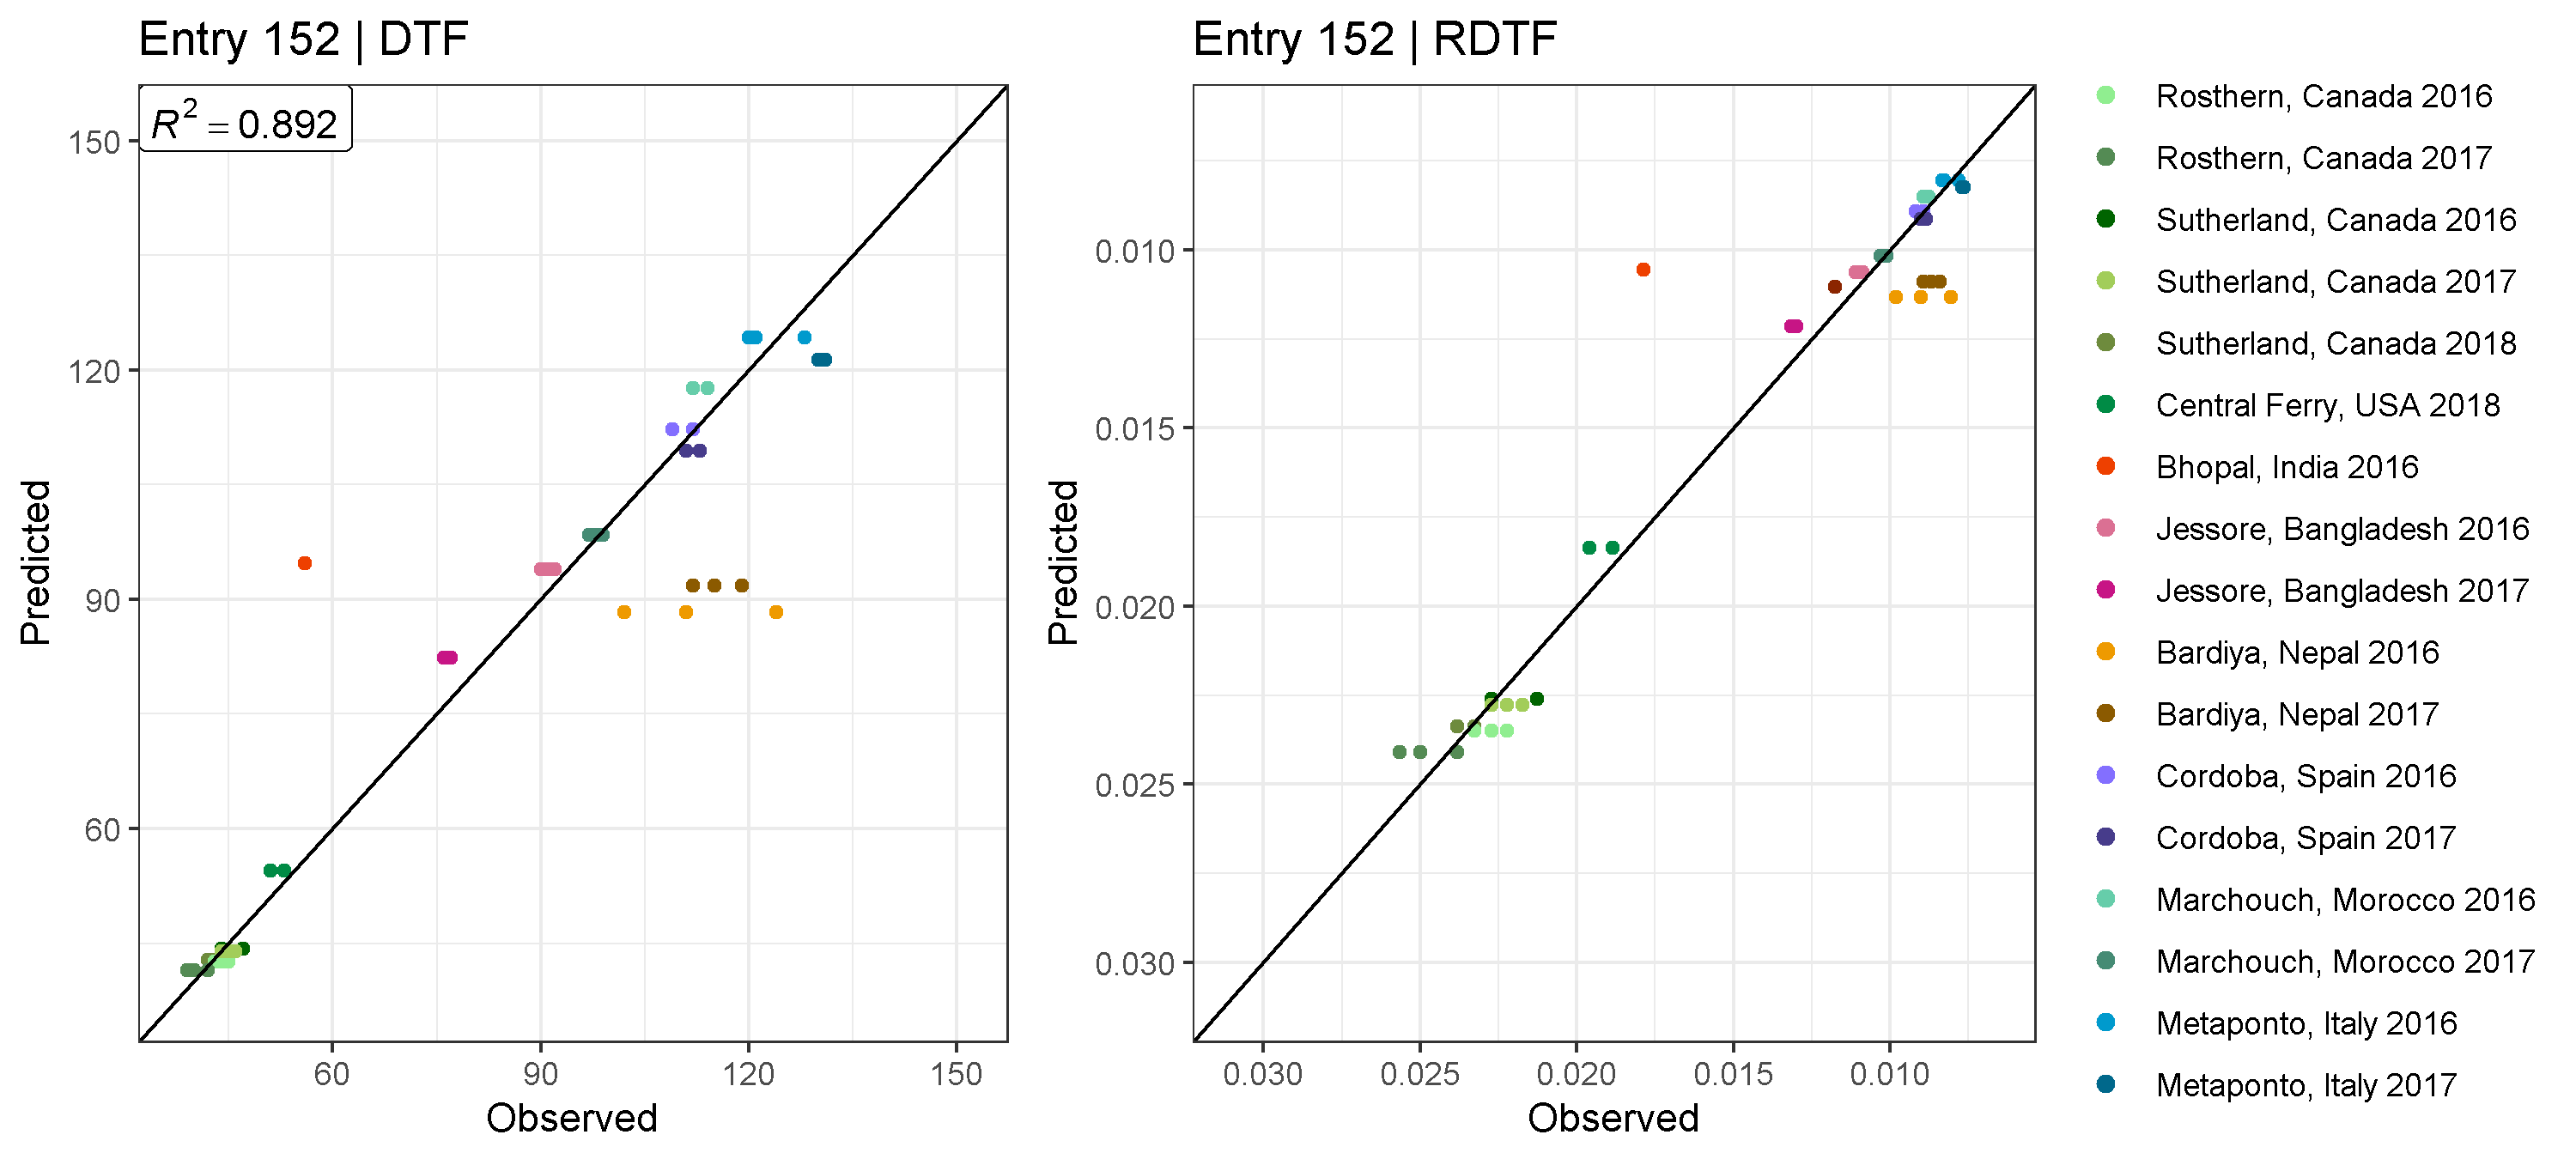 Entry 152 | DTF
R² = 0.892
150
120
90
60
Predicted
60 90 120 150
Observed
Entry 152 | RDTF
0.010
0.015
0.020
0.025
0.030
Predicted
0.030 0.025 0.020 0.015 0.010
Observed
Rosthern, Canada 2016
Rosthern, Canada 2017
Sutherland, Canada 2016
Sutherland, Canada 2017
Sutherland, Canada 2018
Central Ferry, USA 2018
Bhopal, India 2016
Jessore, Bangladesh 2016
Jessore, Bangladesh 2017
Bardiya, Nepal 2016
Bardiya, Nepal 2017
Cordoba, Spain 2016
Cordoba, Spain 2017
Marchouch, Morocco 2016
Marchouch, Morocco 2017
Metaponto, Italy 2016
Metaponto, Italy 2017